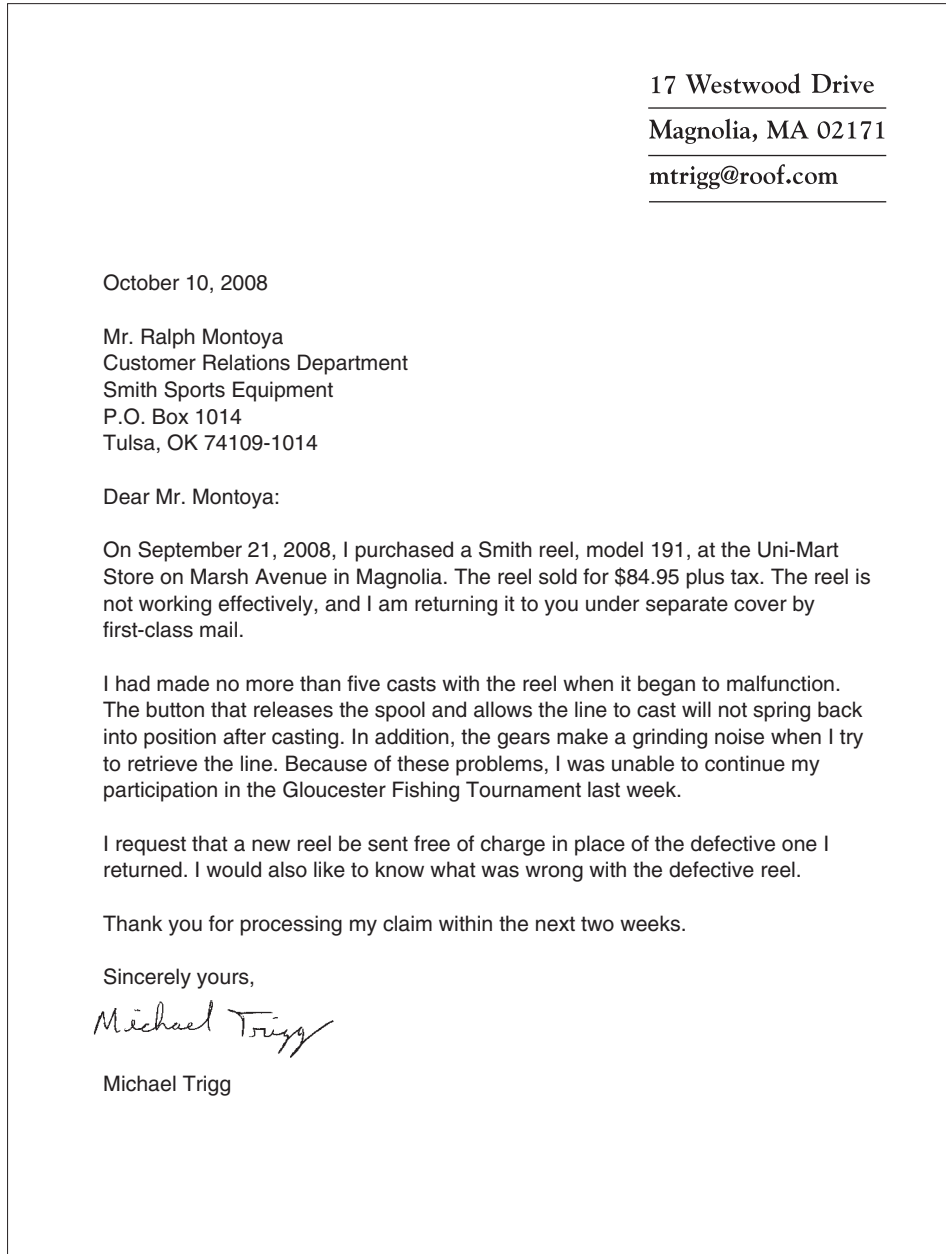 17 Westwood Drive
Magnolia, MA 02171
mtrigg@roof.com
October 10, 2008
Mr. Ralph Montoya
Customer Relations Department
Smith Sports Equipment
P.O. Box 1014
Tulsa, OK 74109-1014
Dear Mr. Montoya:
On September 21, 2008, I purchased a Smith reel, model 191, at the Uni-Mart
Store on Marsh Avenue in Magnolia. The reel sold for $84.95 plus tax. The reel is
not working effectively, and I am returning it to you under separate cover by
first-class mail.
I had made no more than five casts with the reel when it began to malfunction.
The button that releases the spool and allows the line to cast will not spring back
into position after casting. In addition, the gears make a grinding noise when I try
to retrieve the line. Because of these problems, I was unable to continue my
participation in the Gloucester Fishing Tournament last week.
I request that a new reel be sent free of charge in place of the defective one I
returned. I would also like to know what was wrong with the defective reel.
Thank you for processing my claim within the next two weeks.
Sincerely yours,
Michael Trigg
Michael Trigg